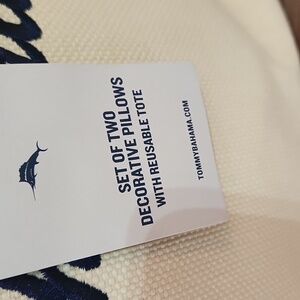 SET OF TWO
DECORATIVE PILLOWS
WITH REUSABLE TOTE
TOMMYBAHAMA.COM